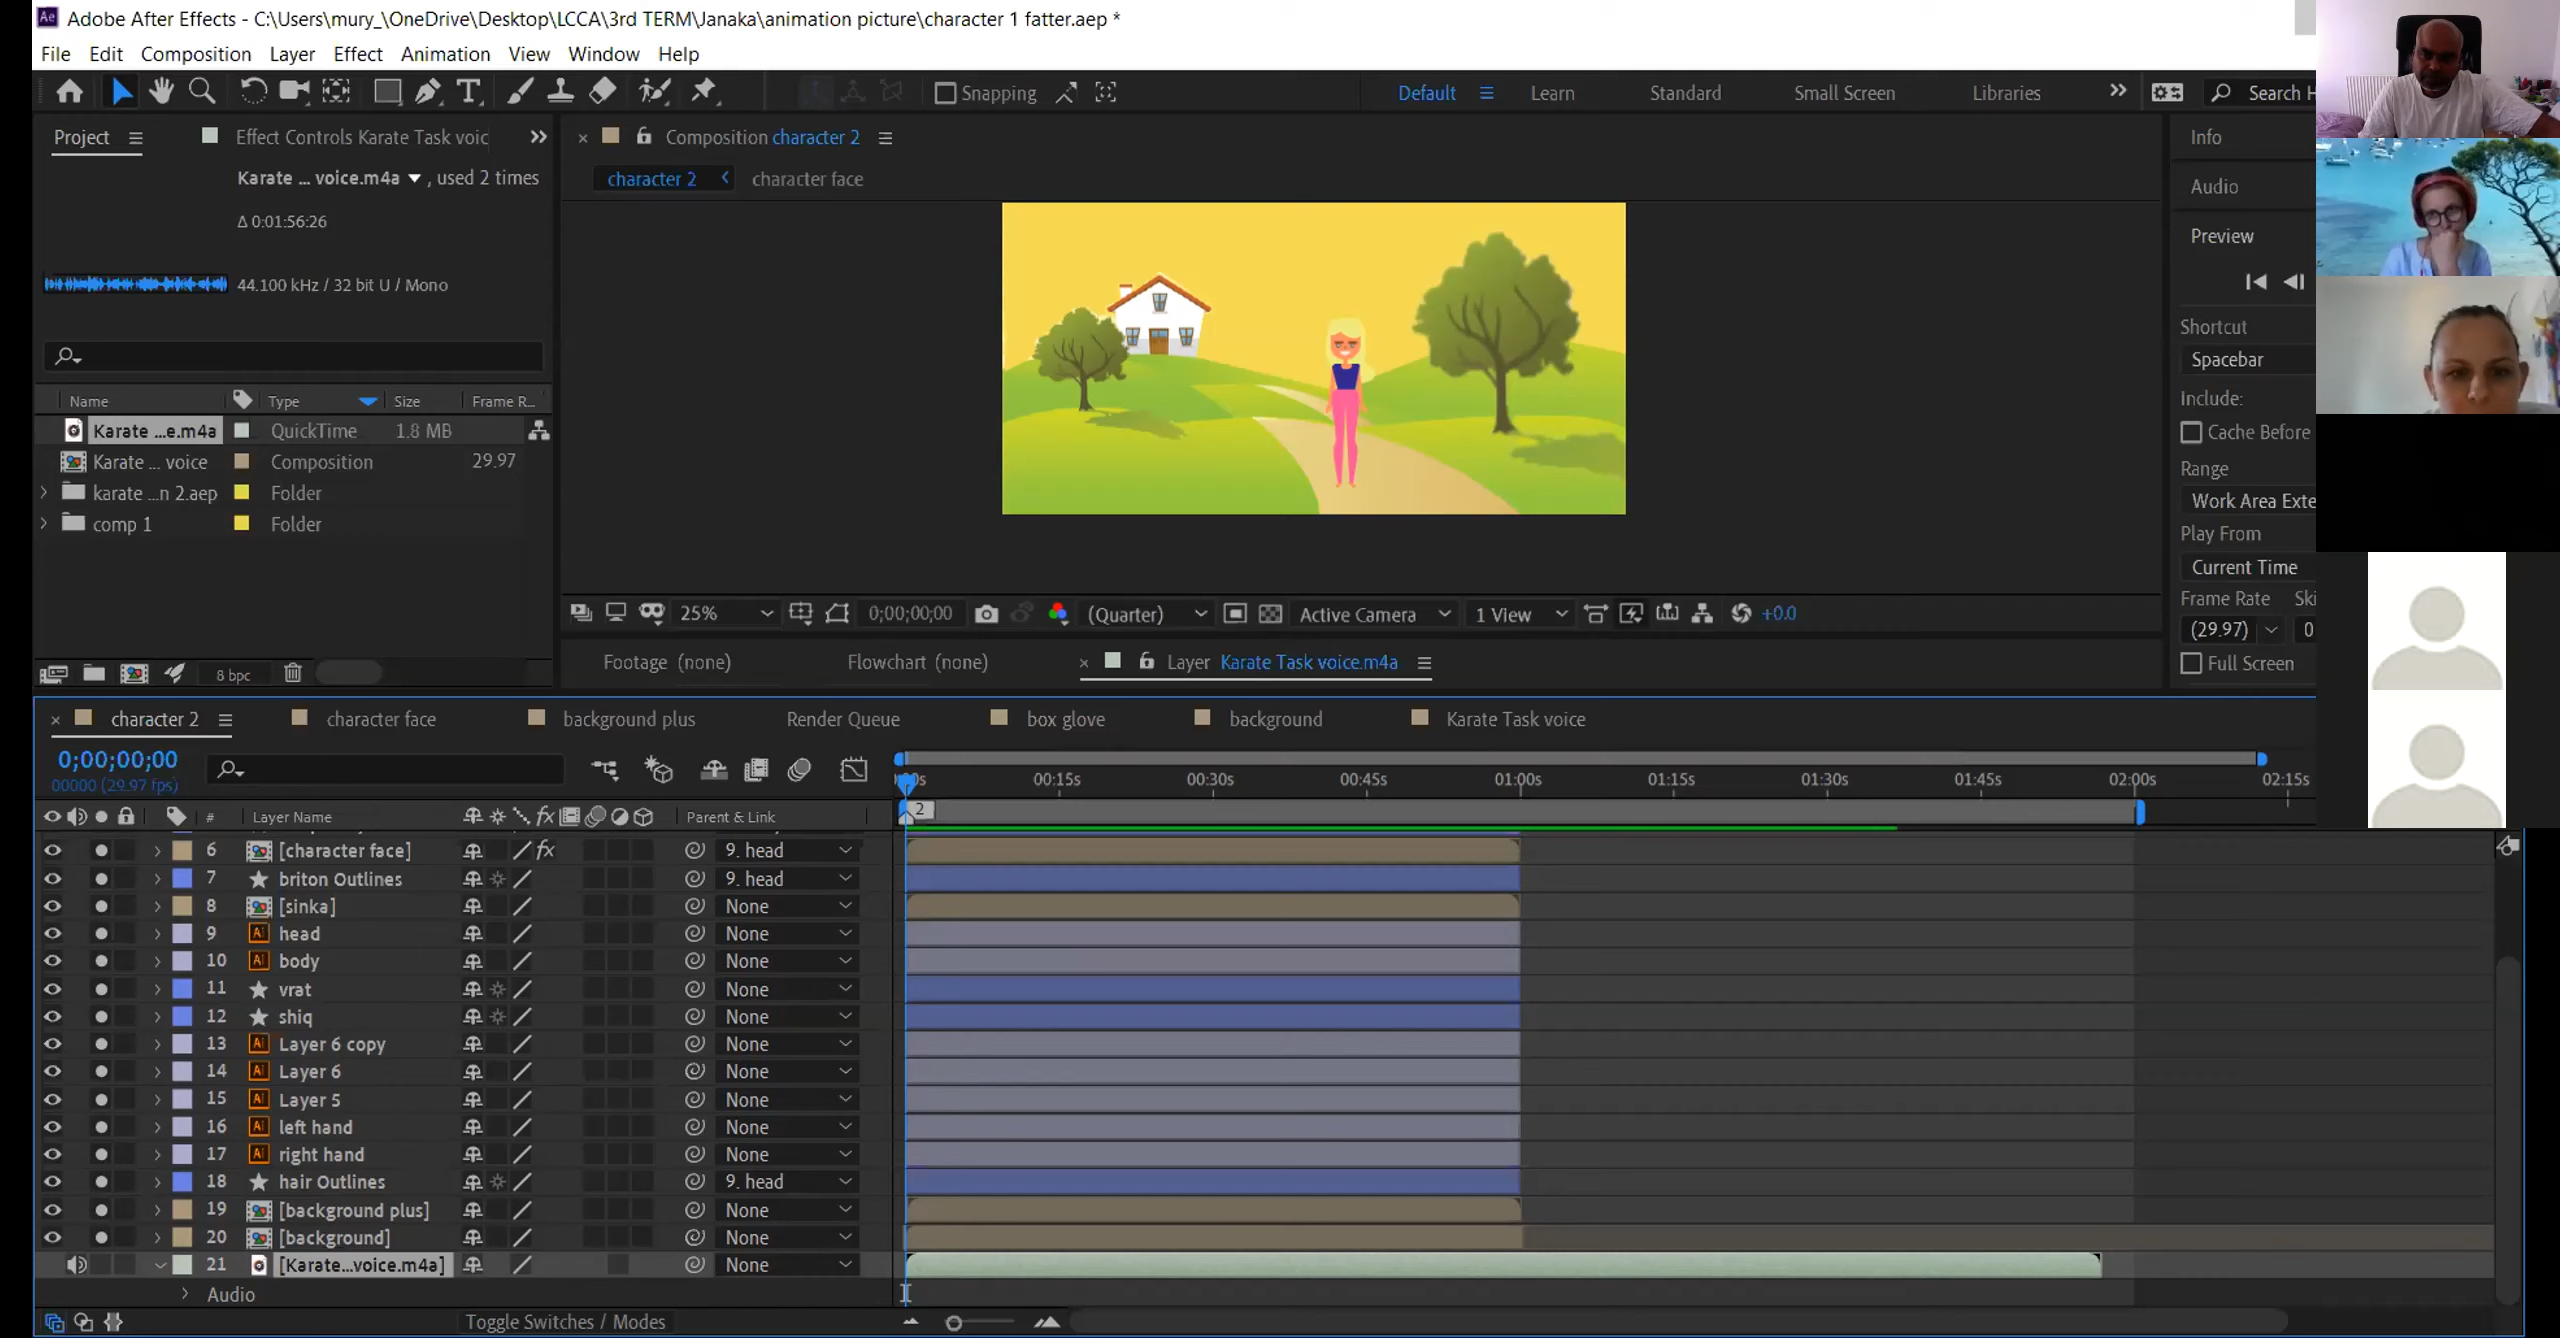 Ae Adobe After Effects - C:\Users\mury_\OneDrive\Desktop\LCCA\3rd TERM\Janaka\animation picture\character 1 fatter.aep *
File Edit Composition Layer Effect Animation View Window Help
Snapping Default Learn Standard Small Screen Libraries Search H
Project Effect Controls Karate Task voic
Karate ... voice.m4a , used 2 times
Δ 0:01:56:26
44.100 kHz / 32 bit U / Mono
Name Type Size Frame R...
Karate ...e.m4a QuickTime 1.8 MB
Karate ... voice Composition 29.97
karate ...n 2.aep Folder
comp 1 Folder
8 bpc
Composition character 2
character 2 character face
25% 0;00;00;00 (Quarter) Active Camera 1 View +0.0
Footage (none) Flowchart (none) Layer Karate Task voice.m4a
Info
Audio
Preview
Shortcut
Spacebar
Include:
Cache Before
Range
Work Area Exte
Play From
Current Time
Frame Rate Ski
(29.97) 0
Full Screen
character 2 character face background plus Render Queue box glove background Karate Task voice
0;00;00;00
00000 (29.97 fps)
00:15s 00:30s 00:45s 01:00s 01:15s 01:30s 01:45s 02:00s 02:15s
2
# Layer Name fx Parent & Link
6 [character face] fx 9. head
7 briton Outlines 9. head
8 [sinka] None
9 Ai head None
10 Ai body None
11 vrat None
12 shiq None
13 Ai Layer 6 copy None
14 Ai Layer 6 None
15 Ai Layer 5 None
16 Ai left hand None
17 Ai right hand None
18 hair Outlines 9. head
19 [background plus] None
20 [background] None
21 [Karate...voice.m4a] None
Audio
Toggle Switches / Modes